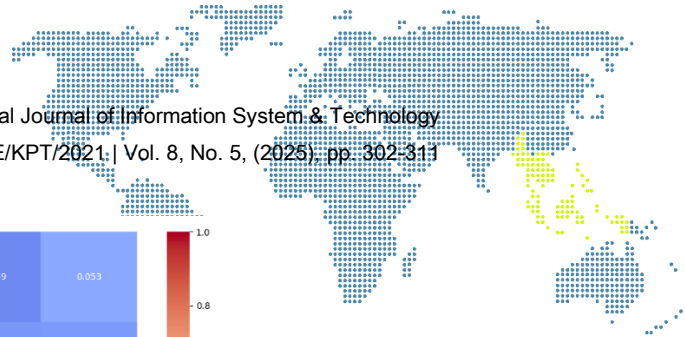 al Journal of Information System & Technology
E/KPT/2021 | Vol. 8, No. 5, (2025), pp. 302-311
1.0
9 0.053
0.8